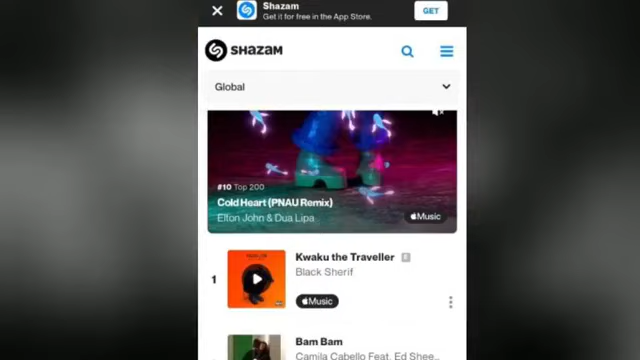 Shazam
Get it for free in the App Store.
GET
SHAZAM
Global
#10 Top 200
Cold Heart (PNAU Remix)
Elton John & Dua Lipa
Music
1
Kwaku the Traveller E
Black Sherif
Music
Bam Bam
Camila Cabello Feat. Ed Shee...